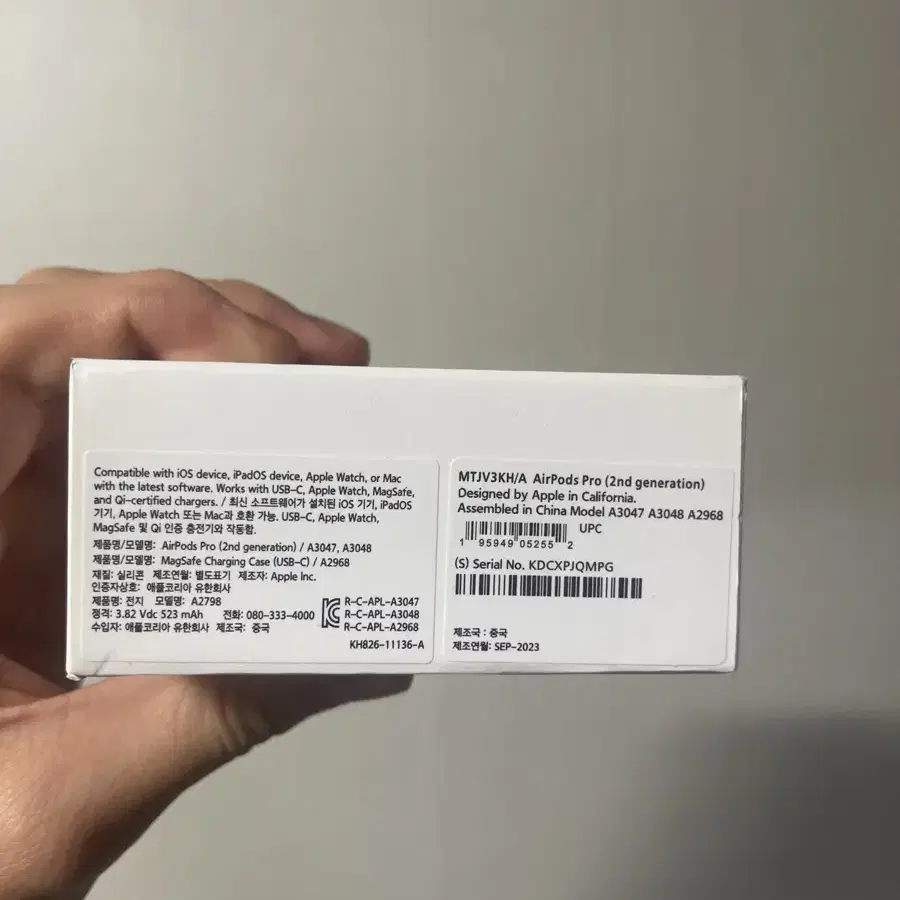 Compatible with iOS device, iPadOS device, Apple Watch, or Mac
with the latest software. Works with USB-C, Apple Watch, MagSafe,
and Qi-certified chargers. / 최신 소프트웨어가 설치된 iOS 기기, iPadOS
기기, Apple Watch 또는 Mac과 호환 가능. USB-C, Apple Watch,
MagSafe 및 Qi 인증 충전기와 작동함.
제품명/모델명: AirPods Pro (2nd generation) / A3047, A3048
제품명/모델명: MagSafe Charging Case (USB-C) / A2968
재질: 실리콘 제조연월: 별도표기 제조자: Apple Inc.
인증자상호: 애플코리아 유한회사
제품명: 전지 모델명: A2798
정격: 3.82 Vdc 523 mAh 전화: 080-333-4000
수입자: 애플코리아 유한회사 제조국: 중국
R-C-APL-A3047
R-C-APL-A3048
R-C-APL-A2968
KH826-11136-A
MTJV3KH/A AirPods Pro (2nd generation)
Designed by Apple in California.
Assembled in China Model A3047 A3048 A2968
UPC
1 95949 05255 2
(S) Serial No. KDCXPJQMPG
제조국 : 중국
제조연월: SEP-2023